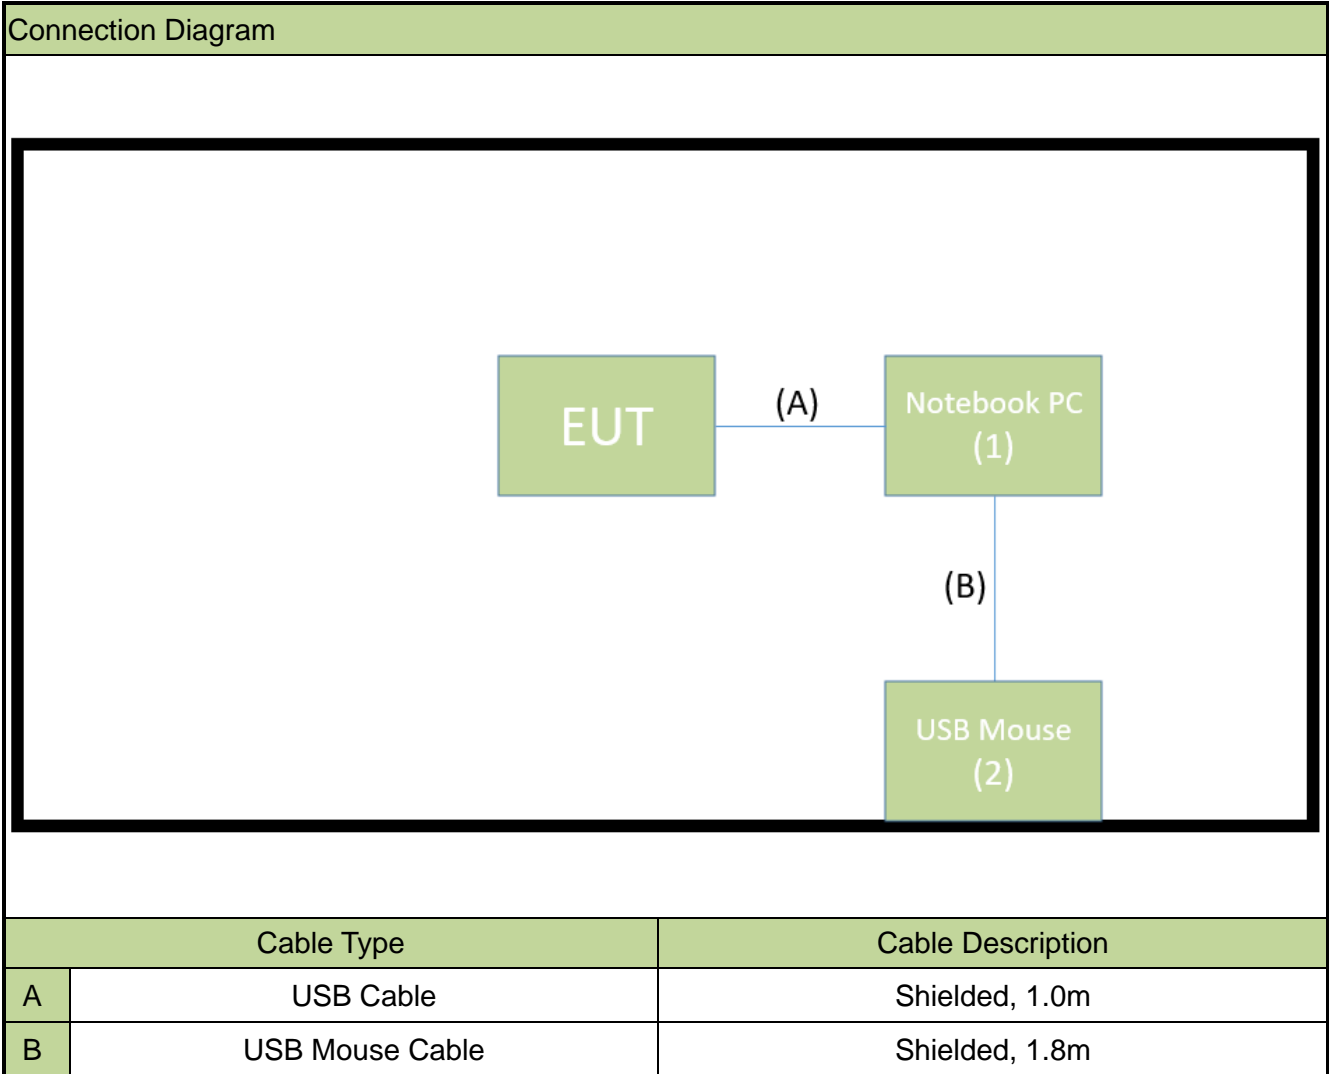 Connection Diagram
EUT
(A)
Notebook PC
(1)
(B)
USB Mouse
(2)
Cable Type Cable Description
A USB Cable Shielded, 1.0m
B USB Mouse Cable Shielded, 1.8m